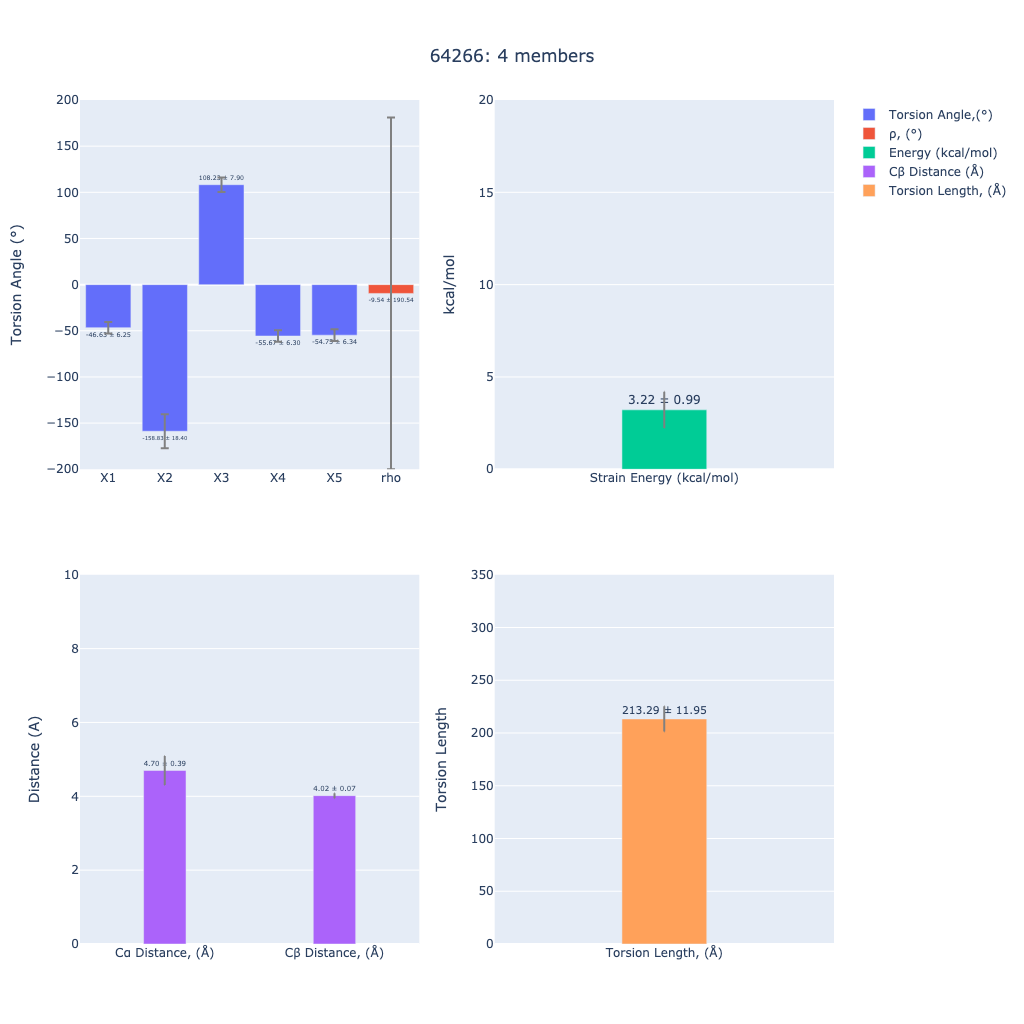 64266: 4 members
200
150
100
50
0
−50
−100
−150
−200
Torsion Angle (°)
108.23 ± 7.90
-46.63 ± 6.25
-158.83 ± 18.40
-55.67 ± 6.30
-54.75 ± 6.34
-9.54 ± 190.54
X1 X2 X3 X4 X5 rho
20
15
10
5
0
kcal/mol
3.22 ± 0.99
Strain Energy (kcal/mol)
Torsion Angle,(°)
ρ, (°)
Energy (kcal/mol)
Cβ Distance (Å)
Torsion Length, (Å)
10
8
6
4
2
0
Distance (A)
4.70 ± 0.39
4.02 ± 0.07
Cα Distance, (Å) Cβ Distance, (Å)
350
300
250
200
150
100
50
0
Torsion Length
213.29 ± 11.95
Torsion Length, (Å)